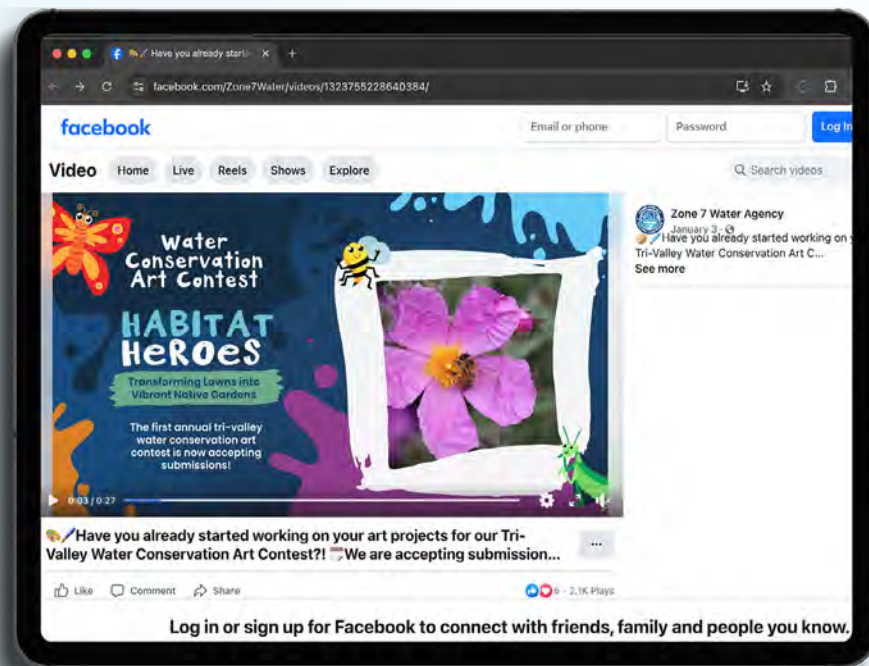 Have you already starte
facebook.com/Zone7Water/videos/1323755228640384/
facebook
Email or phone
Password
Log In
Video
Home
Live
Reels
Shows
Explore
Search videos
Water
Conservation
Art Contest
HABITAT
HeROeS
Transforming Lawns into
Vibrant Native Gardens
The first annual tri-valley
water conservation art
contest is now accepting
submissions!
0:03 / 0:27
Zone 7 Water Agency
January 3
Have you already started working on
Tri-Valley Water Conservation Art C...
See more
Have you already started working on your art projects for our Tri-
Valley Water Conservation Art Contest?! We are accepting submission...
Like
Comment
Share
6 · 2.1K Plays
Log in or sign up for Facebook to connect with friends, family and people you know.